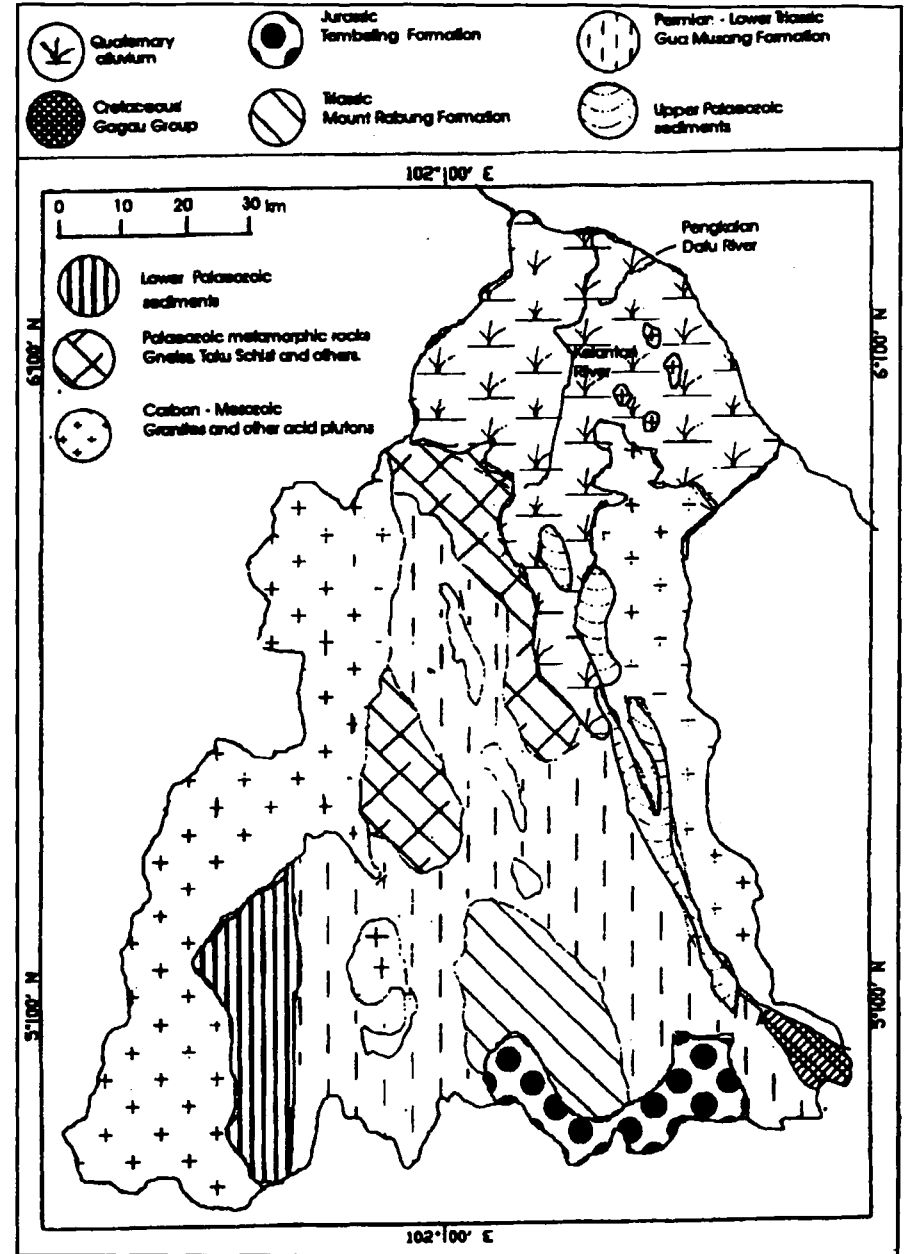 Quaternary
alluvium
Jurassic
Tembeling Formation
Permian - Lower Triassic
Gua Musang Formation
Cretaceous
Gagau Group
Triassic
Mount Rabung Formation
Upper Palaeozoic
sediments
102°00' E
0 10 20 30 km
Pengkalan
Datu River
Lower Palaeozoic
sediments
Palaeozoic metamorphic rocks
Gneiss, Taku Schist and others.
Carbon - Mesozoic
Granites and other acid plutons
6°00' N
6°00' N
Kelantan
River
5°00' N
5°00' N
102°00' E